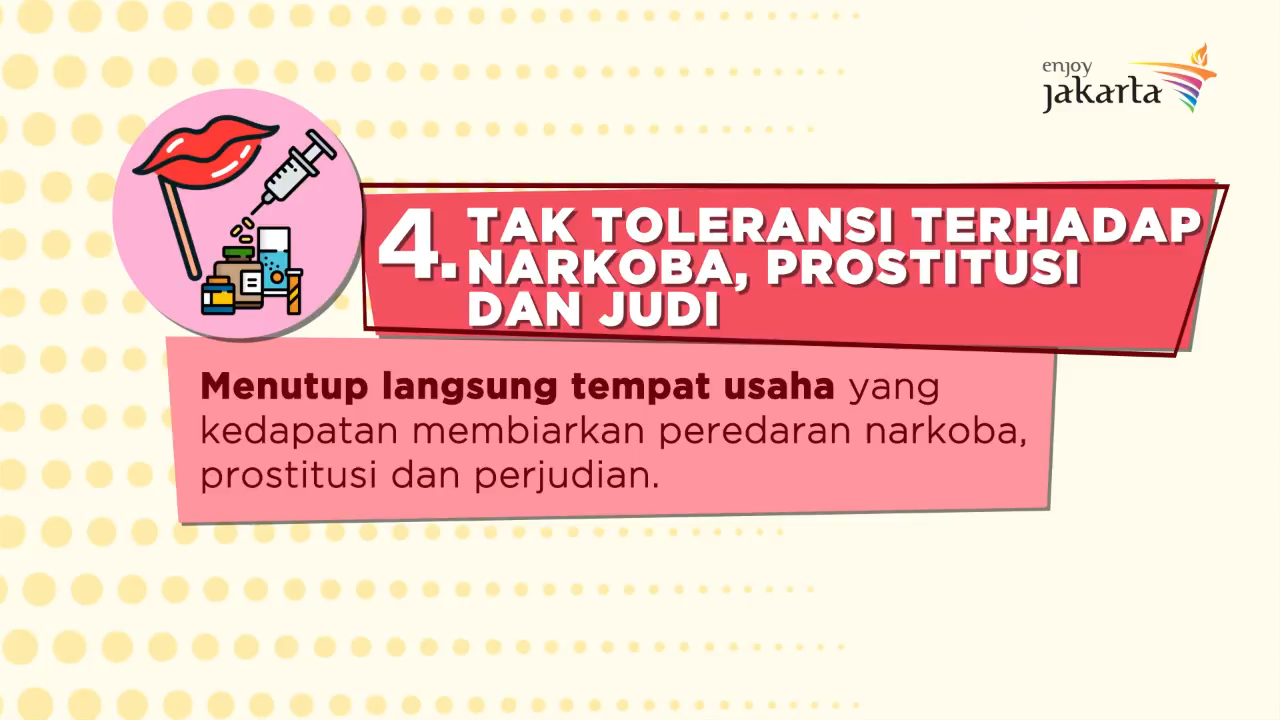 enjoy
jakarta
4. TAK TOLERANSI TERHADAP
NARKOBA, PROSTITUSI
DAN JUDI
Menutup langsung tempat usaha yang
kedapatan membiarkan peredaran narkoba,
prostitusi dan perjudian.